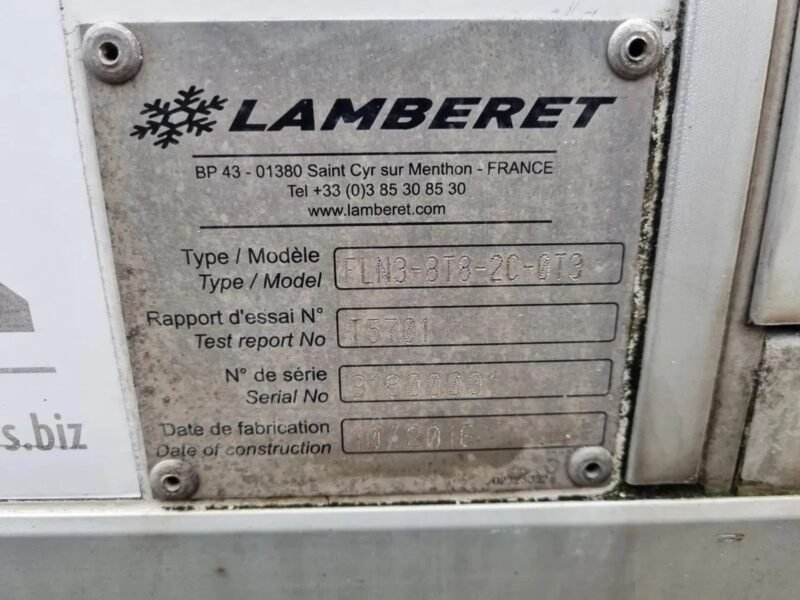 LAMBERET
BP 43 - 01380 Saint Cyr sur Menthon - FRANCE
Tel +33 (0)3 85 30 85 30
www.lamberet.com
Type / Modèle
Type / Model
FLN3-8T8-2C-0T9
Rapport d'essai N°
Test report No
T5701
N° de série
Serial No
Date de fabrication
Date of construction
10/2016
s.biz